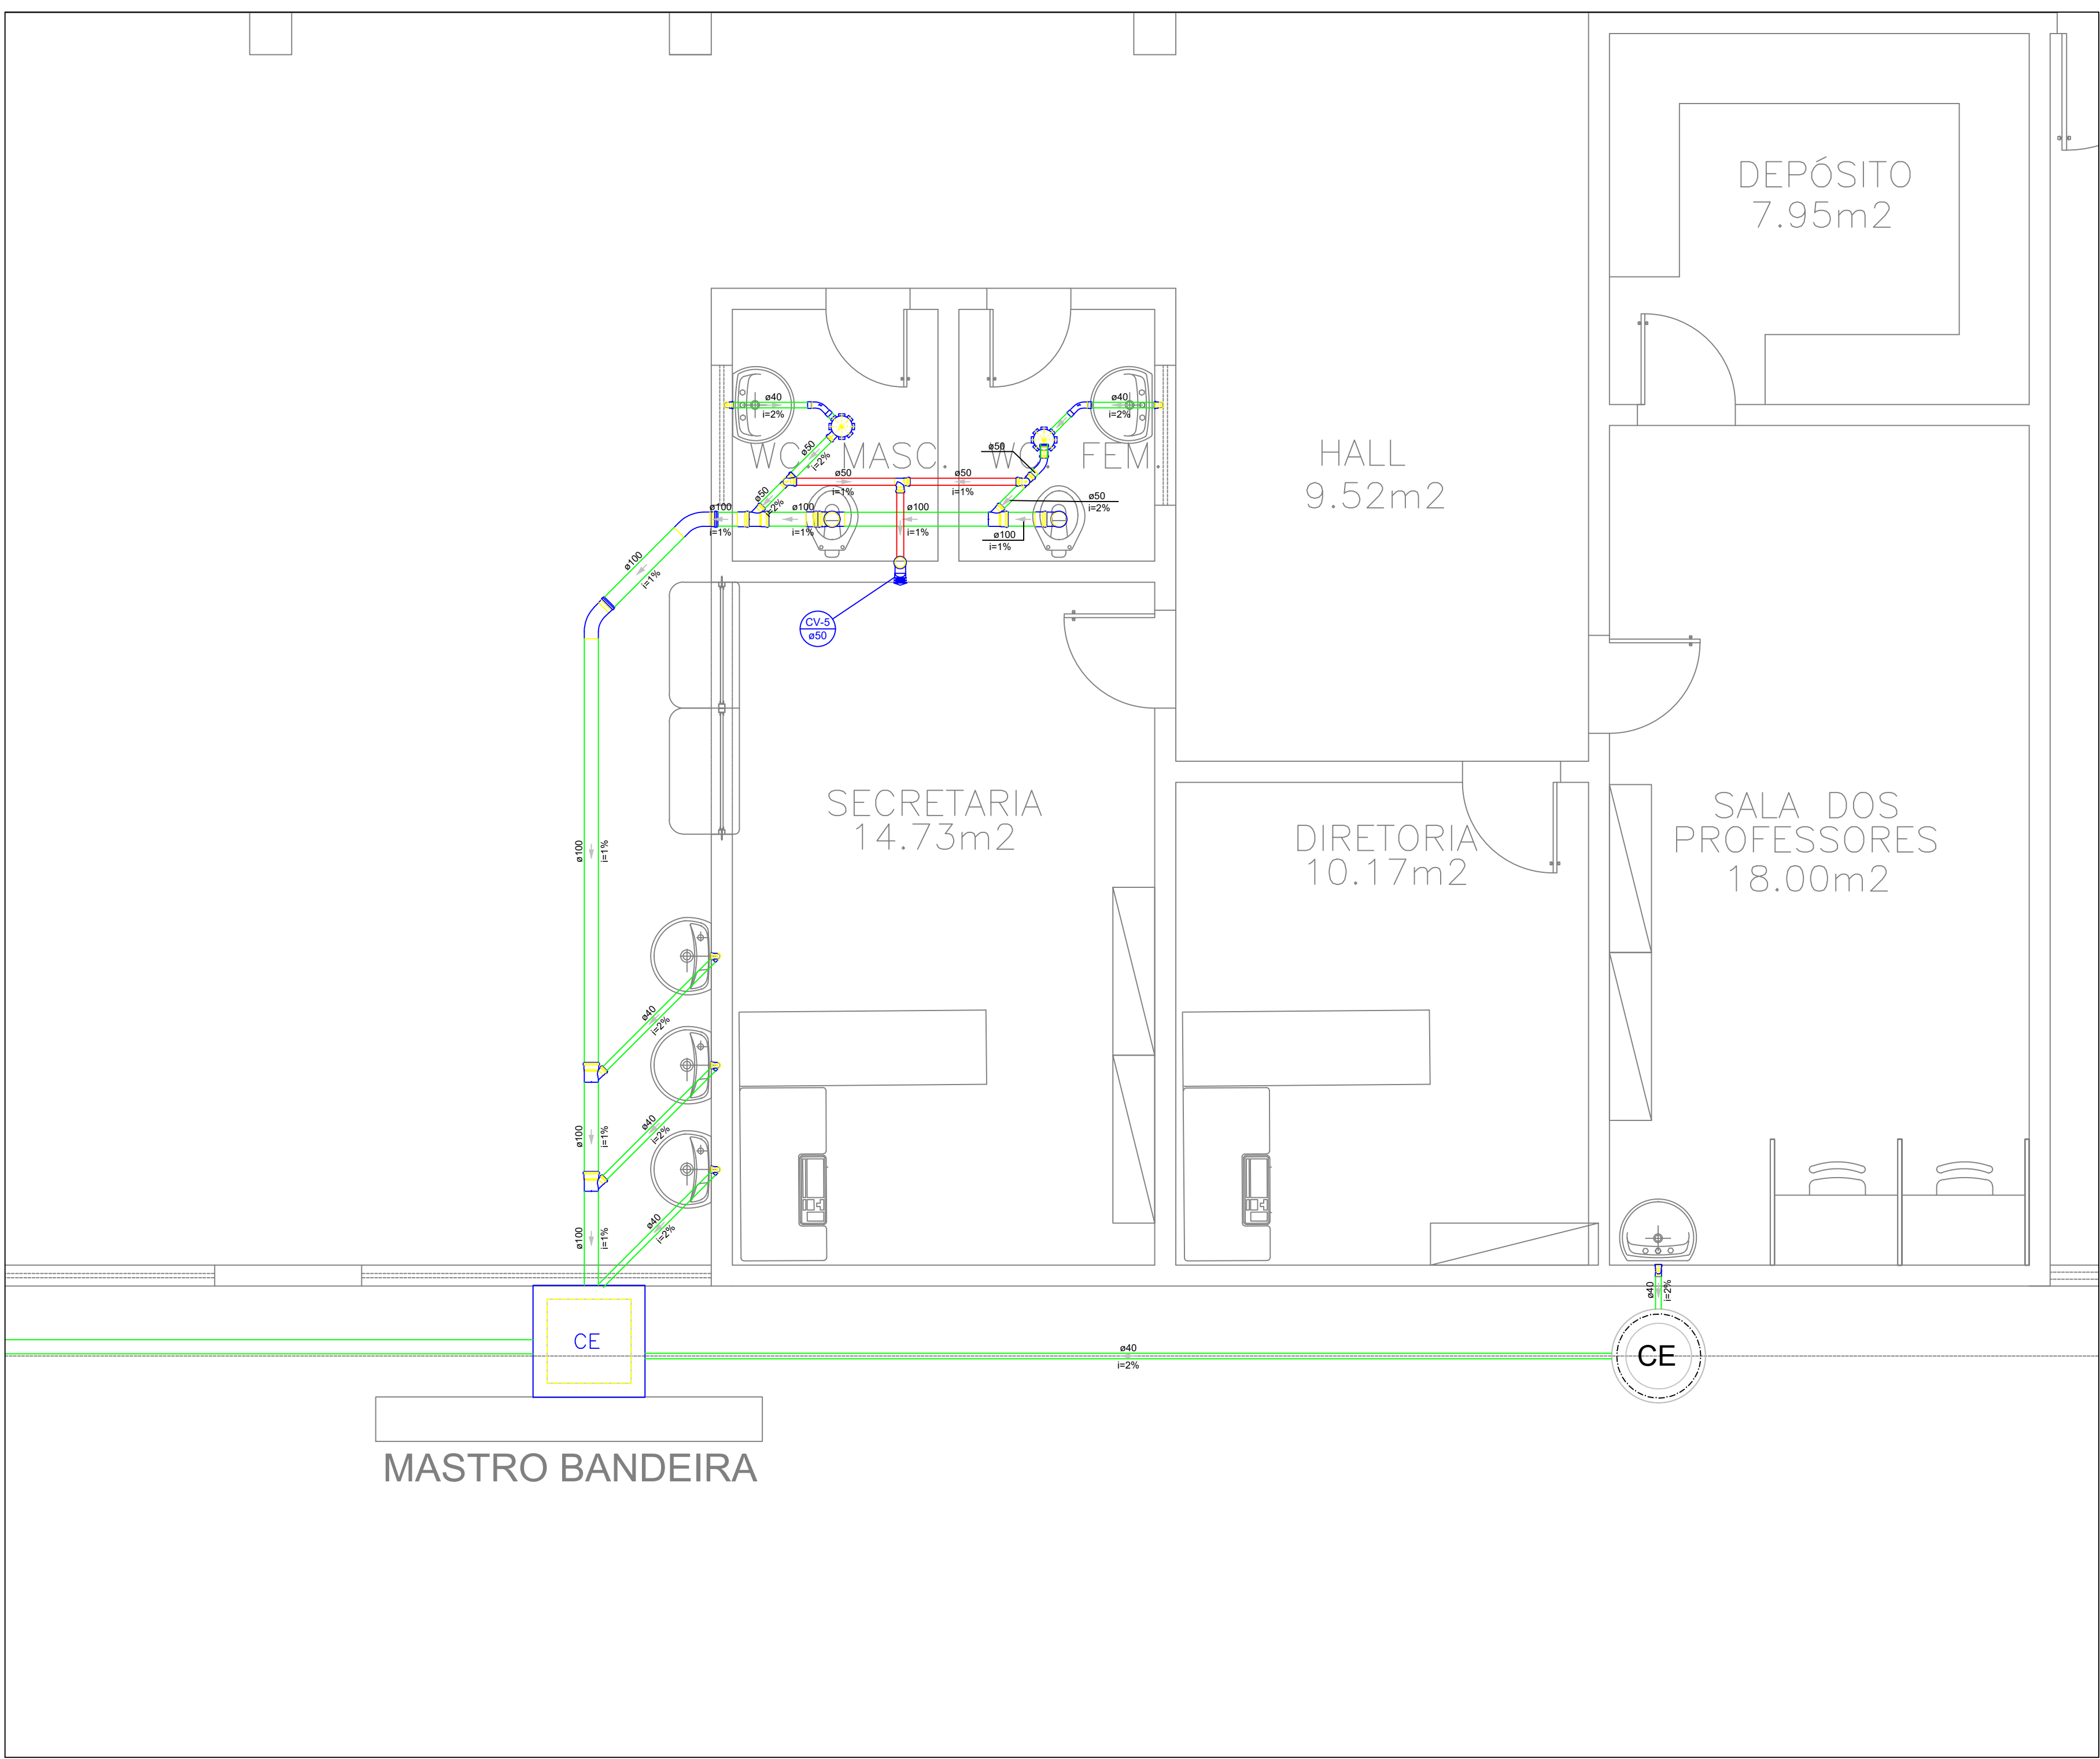 DEPÓSITO
7.95m2
ø40
i=2%
ø40
i=2%
WC. MASC.
WC. FEM.
HALL
9.52m2
ø50
i=2%
ø50
ø50
i=1%
ø50
i=1%
ø50
i=2%
ø50
i=2%
ø100
i=1%
ø100
i=1%
ø100
i=1%
ø100
i=1%
ø100
i=1%
CV-5
ø50
SECRETARIA
14.73m2
DIRETORIA
10.17m2
SALA DOS
PROFESSORES
18.00m2
ø100
i=1%
ø40
i=2%
ø100
i=1%
ø40
i=2%
ø100
i=1%
ø40
i=2%
ø40
i=2%
CE
ø40
i=2%
CE
MASTRO BANDEIRA